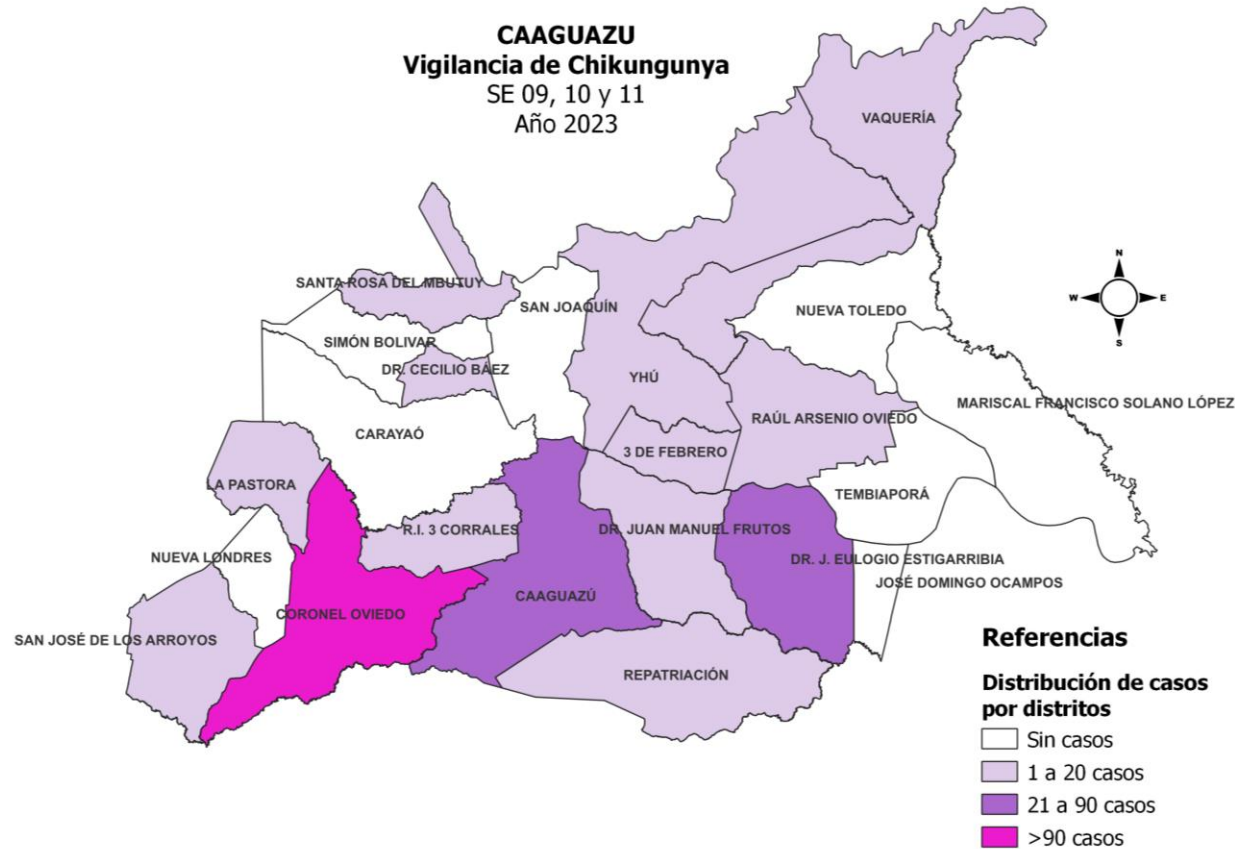 CAAGUAZU
Vigilancia de Chikungunya
SE 09, 10 y 11
Año 2023
VAQUERÍA
N
W
E
S
SANTA ROSA DEL MBUTUY
SAN JOAQUÍN
NUEVA TOLEDO
SIMÓN BOLIVAR
DR. CECILIO BÁEZ
YHÚ
MARISCAL FRANCISCO SOLANO LÓPEZ
RAÚL ARSENIO OVIEDO
CARAYAÓ
3 DE FEBRERO
LA PASTORA
TEMBIAPORÁ
R.I. 3 CORRALES
DR. JUAN MANUEL FRUTOS
NUEVA LONDRES
DR. J. EULOGIO ESTIGARRIBIA
JOSÉ DOMINGO OCAMPOS
CAAGUAZÚ
CORONEL OVIEDO
SAN JOSÉ DE LOS ARROYOS
REPATRIACIÓN
Referencias
Distribución de casos
por distritos
Sin casos
1 a 20 casos
21 a 90 casos
>90 casos